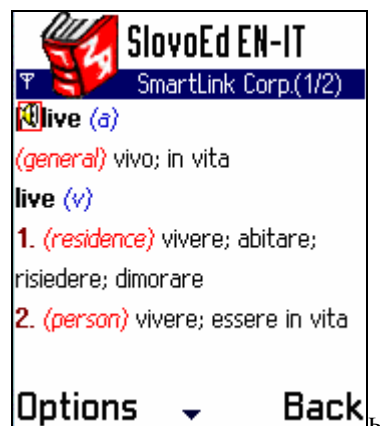 SlovoEd EN-IT
SmartLink Corp.(1/2)
live (a)
(general) vivo; in vita
live (v)
1. (residence) vivere; abitare;
risiedere; dimorare
2. (person) vivere; essere in vita
Options Back
ь